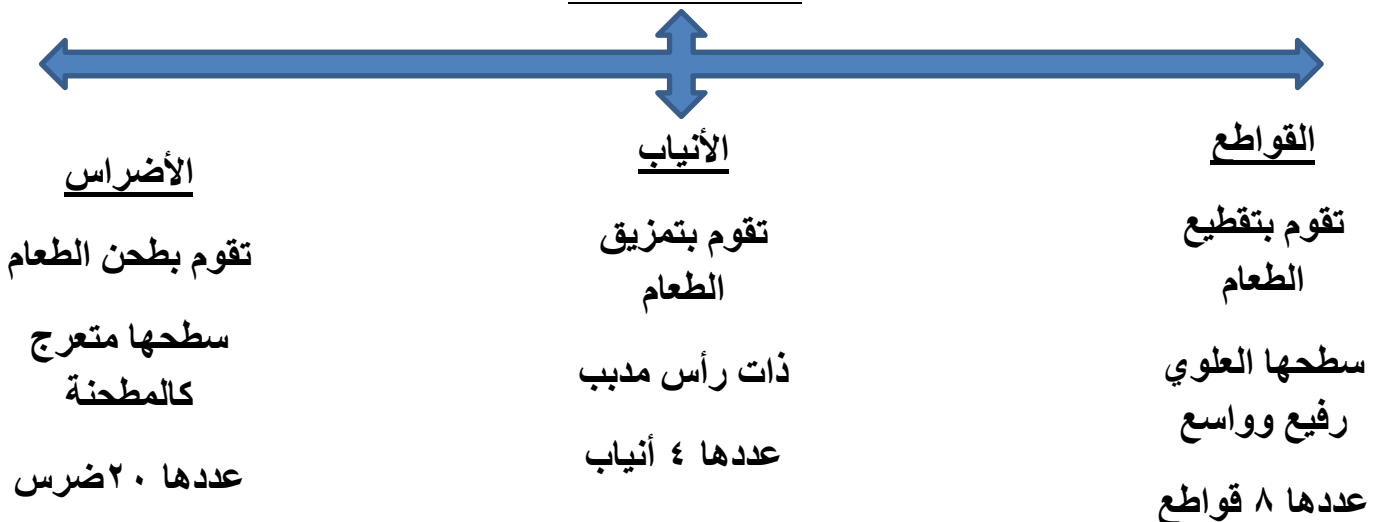 القواطع
تقوم بتقطيع
الطعام
سطحها العلوي
رفيع وواسع
عددها ٨ قواطع
الأنياب
تقوم بتمزيق
الطعام
ذات رأس مدبب
عددها ٤ أنياب
الأضراس
تقوم بطحن الطعام
سطحها متعرج
كالمطحنة
عددها ٢٠ضرس